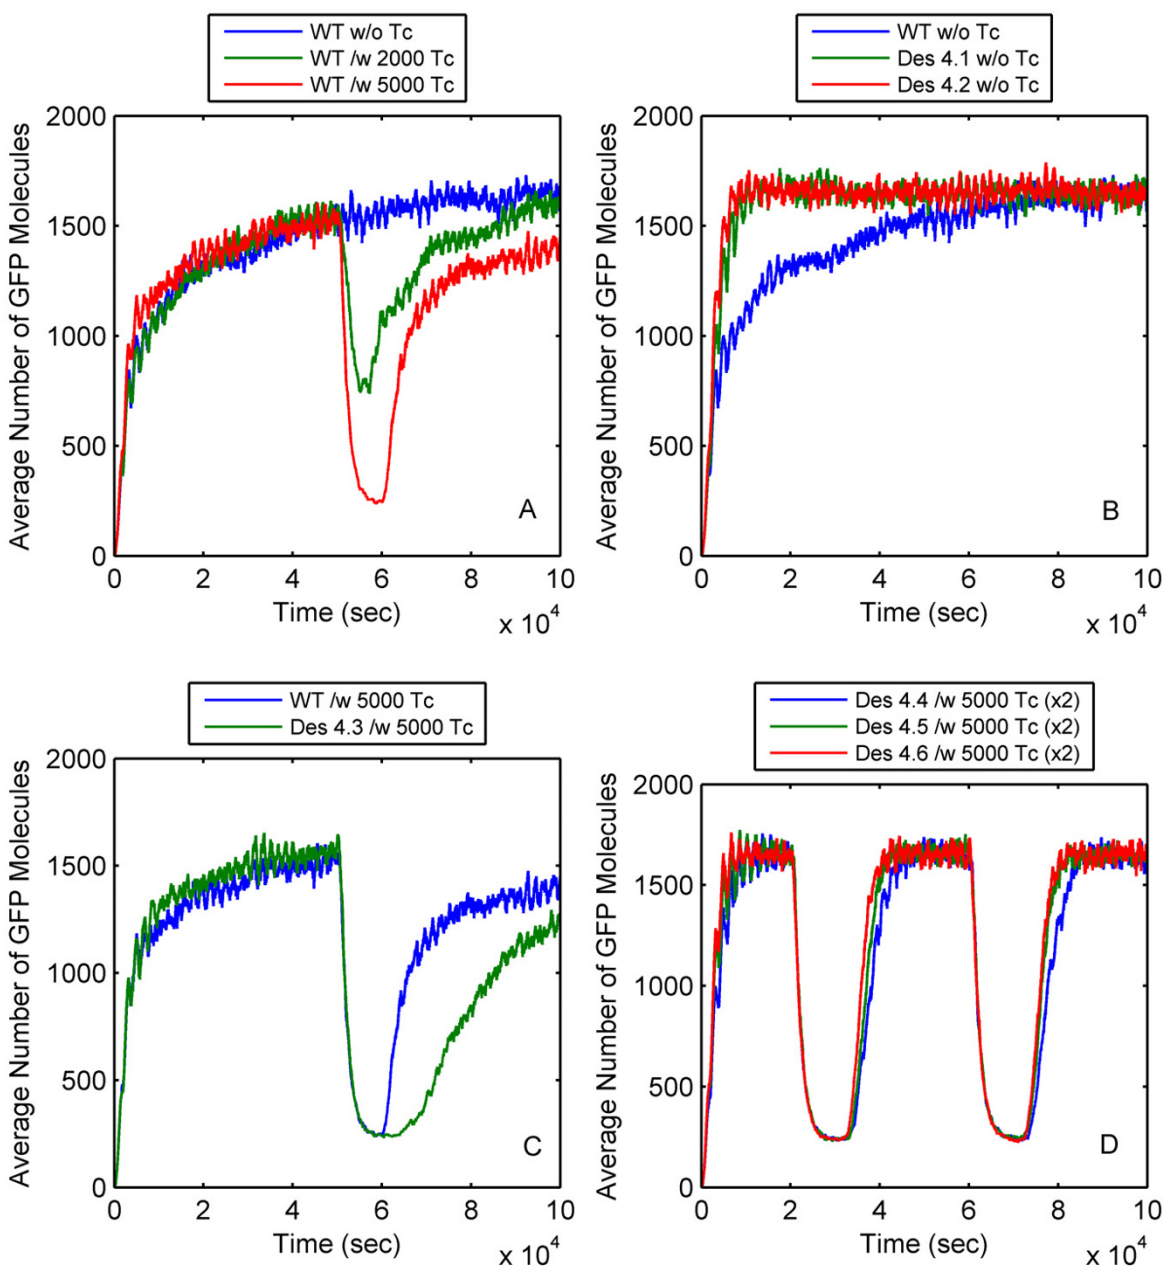 WT w/o Tc
WT /w 2000 Tc
WT /w 5000 Tc
2000
1500
1000
500
0
Average Number of GFP Molecules
A
0 2 4 6 8 10
Time (sec)
x 10^4
WT w/o Tc
Des 4.1 w/o Tc
Des 4.2 w/o Tc
2000
1500
1000
500
0
Average Number of GFP Molecules
B
0 2 4 6 8 10
Time (sec)
x 10^4
WT /w 5000 Tc
Des 4.3 /w 5000 Tc
2000
1500
1000
500
0
Average Number of GFP Molecules
C
0 2 4 6 8 10
Time (sec)
x 10^4
Des 4.4 /w 5000 Tc (x2)
Des 4.5 /w 5000 Tc (x2)
Des 4.6 /w 5000 Tc (x2)
2000
1500
1000
500
0
Average Number of GFP Molecules
D
0 2 4 6 8 10
Time (sec)
x 10^4